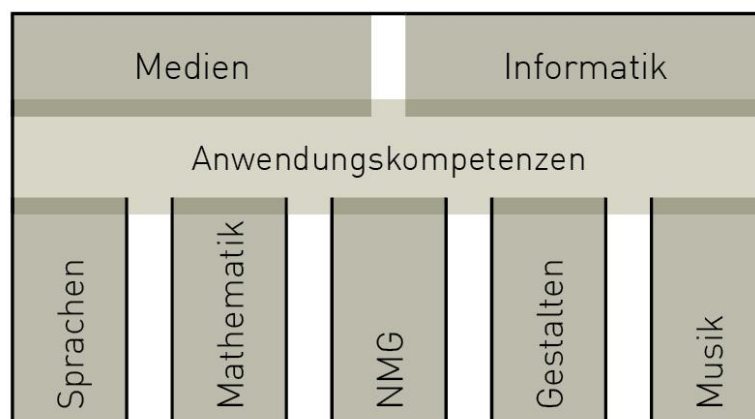 Medien
Informatik
Anwendungskompetenzen
Sprachen
Mathematik
NMG
Gestalten
Musik